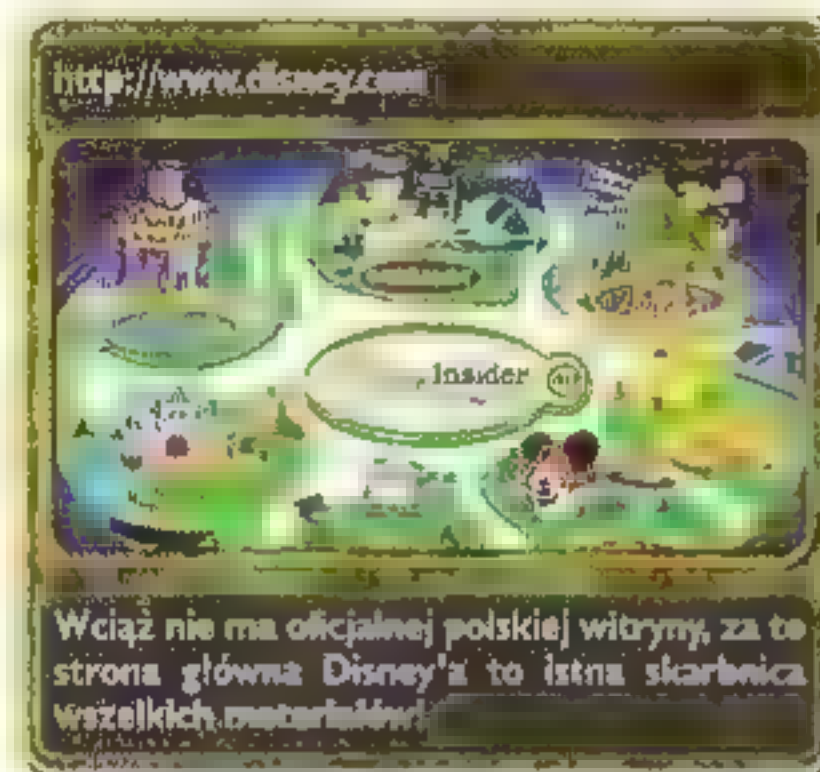 http://www.disney.com
Insider
Wciąż nie ma oficjalnej polskiej witryny, za to
strona główna Disney'a to istna skarbnica
wszelkich materiałów!